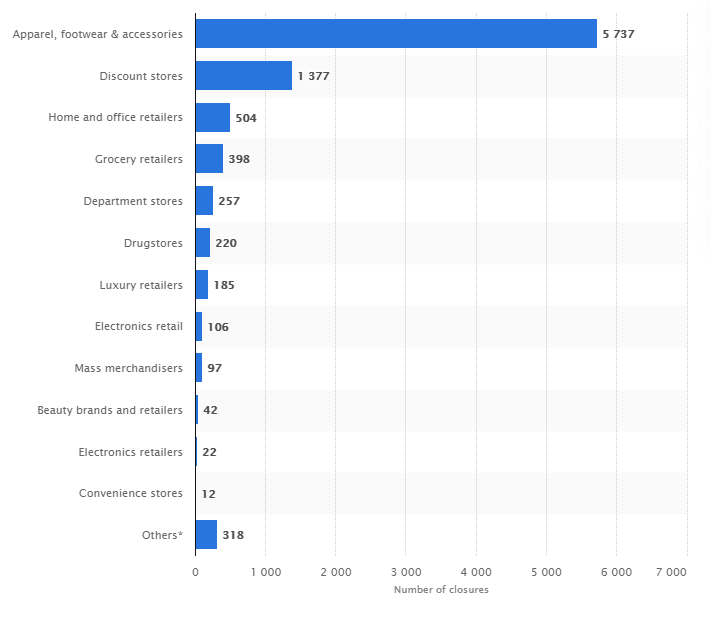 Apparel, footwear & accessories 5 737
Discount stores 1 377
Home and office retailers 504
Grocery retailers 398
Department stores 257
Drugstores 220
Luxury retailers 185
Electronics retail 106
Mass merchandisers 97
Beauty brands and retailers 42
Electronics retailers 22
Convenience stores 12
Others* 318
0 1 000 2 000 3 000 4 000 5 000 6 000 7 000
Number of closures